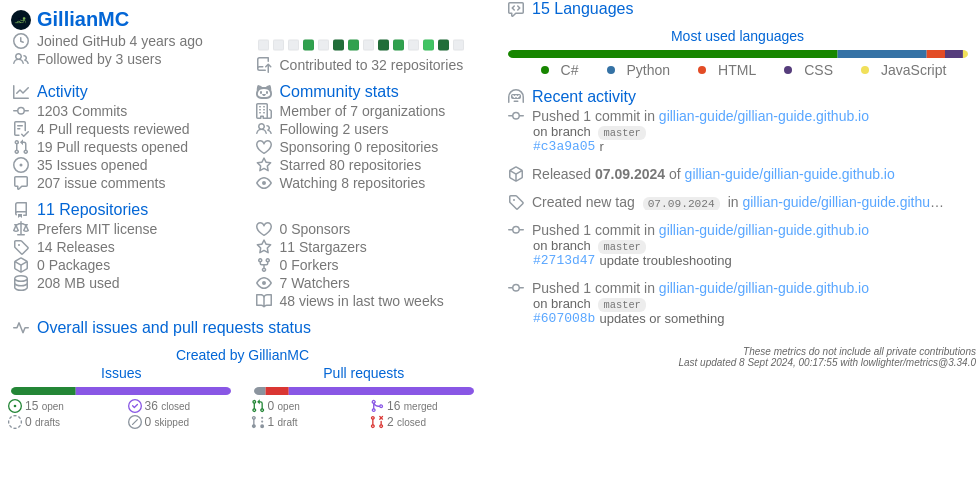 GillianMC
Joined GitHub 4 years ago
Followed by 3 users
Contributed to 32 repositories
Activity
1203 Commits
4 Pull requests reviewed
19 Pull requests opened
35 Issues opened
207 issue comments
Community stats
Member of 7 organizations
Following 2 users
Sponsoring 0 repositories
Starred 80 repositories
Watching 8 repositories
11 Repositories
Prefers MIT license
14 Releases
0 Packages
208 MB used
0 Sponsors
11 Stargazers
0 Forkers
7 Watchers
48 views in last two weeks
Overall issues and pull requests status
Created by GillianMC
Issues
15 open
36 closed
0 drafts
0 skipped
Pull requests
0 open
16 merged
1 draft
2 closed
15 Languages
Most used languages
C# Python HTML CSS JavaScript
Recent activity
Pushed 1 commit in gillian-guide/gillian-guide.github.io
on branch master
#c3a9a05 r
Released 07.09.2024 of gillian-guide/gillian-guide.github.io
Created new tag 07.09.2024 in gillian-guide/gillian-guide.githu…
Pushed 1 commit in gillian-guide/gillian-guide.github.io
on branch master
#2713d47 update troubleshooting
Pushed 1 commit in gillian-guide/gillian-guide.github.io
on branch master
#607008b updates or something
These metrics do not include all private contributions
Last updated 8 Sept 2024, 00:17:55 with lowlighter/metrics@3.34.0